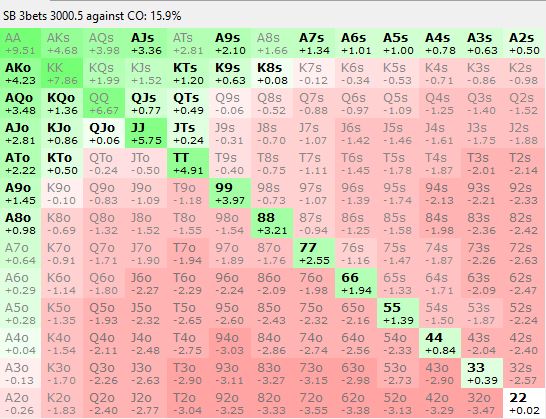 SB 3bets 3000.5 against CO: 15.9%
AA AKs AQs AJs ATs A9s A8s A7s A6s A5s A4s A3s A2s
+9.51 +4.68 +3.98 +3.36 +2.81 +2.10 +1.66 +1.34 +1.01 +1.00 +0.78 +0.63 +0.50
AKo KK KQs KJs KTs K9s K8s K7s K6s K5s K4s K3s K2s
+4.23 +7.86 +1.99 +1.52 +1.20 +0.63 +0.08 -0.12 -0.34 -0.53 -0.71 -0.86 -0.98
AQo KQo QQ QJs QTs Q9s Q8s Q7s Q6s Q5s Q4s Q3s Q2s
+3.48 +1.36 +6.67 +0.77 +0.49 -0.06 -0.52 -0.88 -0.97 -1.09 -1.25 -1.40 -1.52
AJo KJo QJo JJ JTs J9s J8s J7s J6s J5s J4s J3s J2s
+2.81 +0.86 +0.06 +5.75 +0.24 -0.31 -0.70 -1.07 -1.42 -1.46 -1.61 -1.75 -1.88
ATo KTo QTo JTo TT T9s T8s T7s T6s T5s T4s T3s T2s
+2.22 +0.50 -0.24 -0.50 +4.91 -0.40 -0.75 -1.11 -1.45 -1.78 -1.87 -2.01 -2.14
A9o K9o Q9o J9o T9o 99 98s 97s 96s 95s 94s 93s 92s
+1.45 -0.10 -0.83 -1.09 -1.18 +3.97 -0.73 -1.07 -1.39 -1.74 -2.13 -2.21 -2.33
A8o K8o Q8o J8o T8o 98o 88 87s 86s 85s 84s 83s 82s
+0.98 -0.69 -1.32 -1.52 -1.55 -1.54 +3.21 -0.94 -1.25 -1.58 -1.98 -2.36 -2.42
A7o K7o Q7o J7o T7o 97o 87o 77 76s 75s 74s 73s 72s
+0.64 -0.91 -1.71 -1.90 -1.94 -1.89 -1.76 +2.55 -1.16 -1.47 -1.87 -2.26 -2.63
A6o K6o Q6o J6o T6o 96o 86o 76o 66 65s 64s 63s 62s
+0.29 -1.14 -1.80 -2.27 -2.29 -2.24 -2.09 -1.98 +1.94 -1.33 -1.71 -2.09 -2.47
A5o K5o Q5o J5o T5o 95o 85o 75o 65o 55 54s 53s 52s
+0.28 -1.35 -1.93 -2.32 -2.65 -2.60 -2.43 -2.32 -2.16 +1.39 -1.50 -1.87 -2.24
A4o K4o Q4o J4o T4o 94o 84o 74o 64o 54o 44 43s 42s
+0.04 -1.54 -2.11 -2.48 -2.75 -3.03 -2.86 -2.74 -2.56 -2.33 +0.84 -2.04 -2.40
A3o K3o Q3o J3o T3o 93o 83o 73o 63o 53o 43o 33 32s
-0.13 -1.70 -2.26 -2.63 -2.90 -3.11 -3.27 -3.15 -2.98 -2.73 -2.90 +0.39 -2.57
A2o K2o Q2o J2o T2o 92o 82o 72o 62o 52o 42o 32o 22
-0.26 -1.83 -2.40 -2.77 -3.04 -3.25 -3.33 -3.55 -3.38 -3.13 -3.29 +0.02